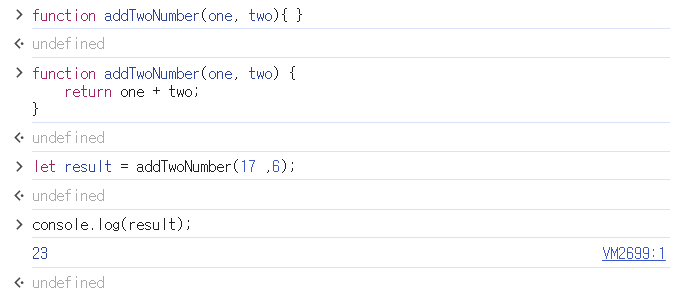 function addTwoNumber(one, two){ }
undefined
function addTwoNumber(one, two) {
    return one + two;
}
undefined
let result = addTwoNumber(17 ,6);
undefined
console.log(result);
23 VM2699:1
undefined